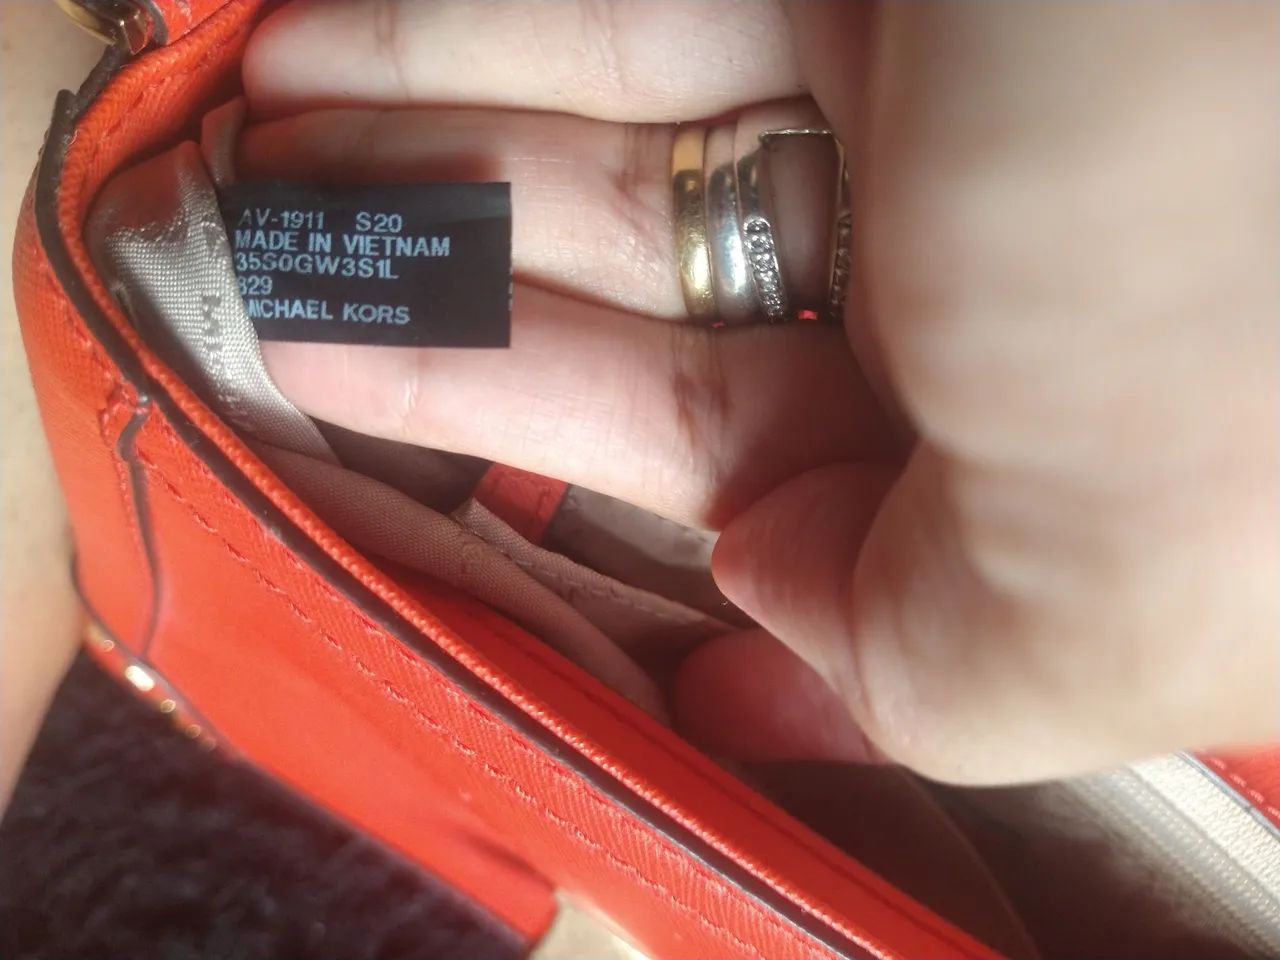 AV-1911 S20
MADE IN VIETNAM
35S0GW3S1L
829
MICHAEL KORS